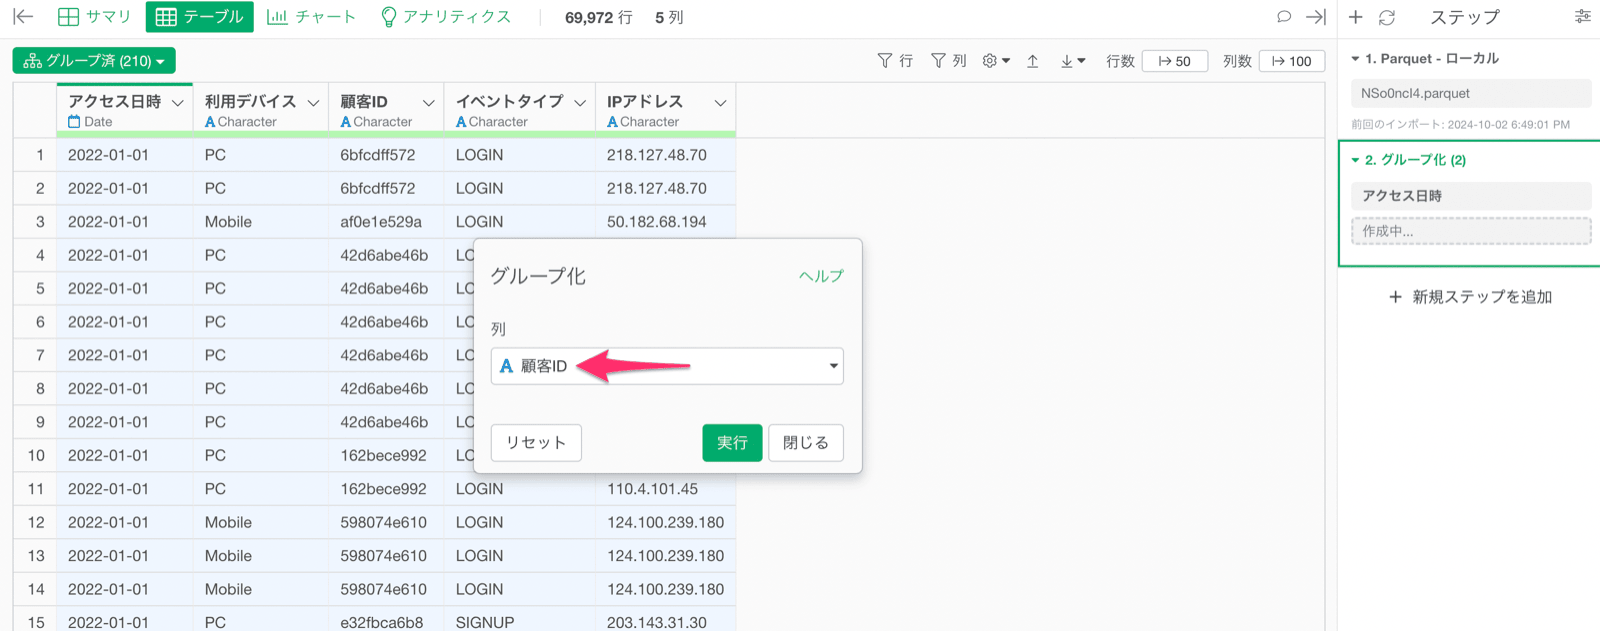 サマリ テーブル チャート アナリティクス 69,972 行 5 列 ステップ
グループ済 (210) 行 列 行数 50 列数 100
アクセス日時 利用デバイス 顧客ID イベントタイプ IPアドレス
Date Character Character Character Character
1 2022-01-01 PC 6bfcdff572 LOGIN 218.127.48.70
2 2022-01-01 PC 6bfcdff572 LOGIN 218.127.48.70
3 2022-01-01 Mobile af0e1e529a LOGIN 50.182.68.194
4 2022-01-01 PC 42d6abe46b LO
5 2022-01-01 PC 42d6abe46b LO
6 2022-01-01 PC 42d6abe46b LO
7 2022-01-01 PC 42d6abe46b LO
8 2022-01-01 PC 42d6abe46b LO
9 2022-01-01 PC 42d6abe46b LO
10 2022-01-01 PC 162bece992 LO
11 2022-01-01 PC 162bece992 LOGIN 110.4.101.45
12 2022-01-01 Mobile 598074e610 LOGIN 124.100.239.180
13 2022-01-01 Mobile 598074e610 LOGIN 124.100.239.180
14 2022-01-01 Mobile 598074e610 LOGIN 124.100.239.180
15 2022-01-01 PC e32fbca6b8 SIGNUP 203.143.31.30
グループ化 ヘルプ
列
顧客ID
リセット 実行 閉じる
1. Parquet - ローカル
NSo0ncI4.parquet
前回のインポート: 2024-10-02 6:49:01 PM
2. グループ化 (2)
アクセス日時
作成中...
新規ステップを追加